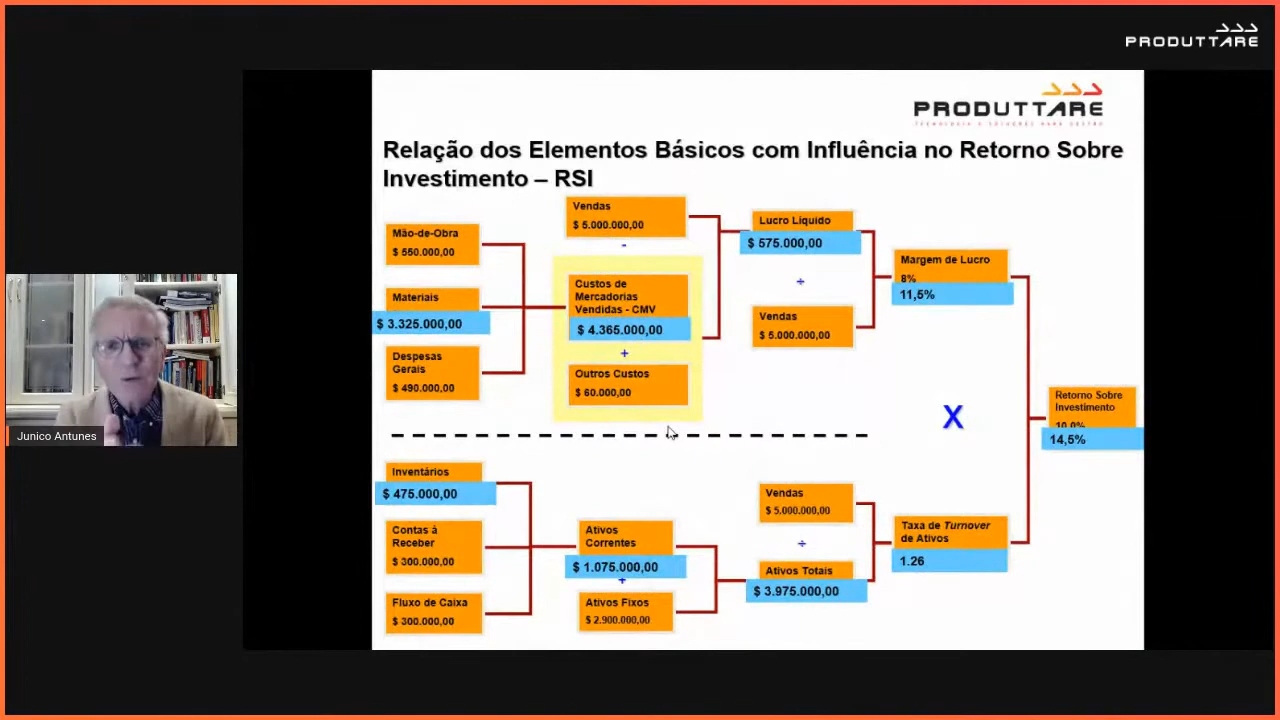 PRODUTTARE
PRODUTTARE
Relação dos Elementos Básicos com Influência no Retorno Sobre
Investimento – RSI
Mão-de-Obra
$ 550.000,00
Materiais
$ 3.325.000,00
Despesas
Gerais
$ 490.000,00
Vendas
$ 5.000.000,00
-
Custos de
Mercadorias
Vendidas - CMV
$ 4.365.000,00
+
Outros Custos
$ 60.000,00
Lucro Líquido
$ 575.000,00
÷
Vendas
$ 5.000.000,00
Margem de Lucro
8%
11,5%
X
Retorno Sobre
Investimento
10,0%
14,5%
Junico Antunes
Inventários
$ 475.000,00
Contas à
Receber
$ 300.000,00
Fluxo de Caixa
$ 300.000,00
Ativos
Correntes
$ 1.075.000,00
+
Ativos Fixos
$ 2.900.000,00
Vendas
$ 5.000.000,00
÷
Ativos Totais
$ 3.975.000,00
Taxa de Turnover
de Ativos
1.26